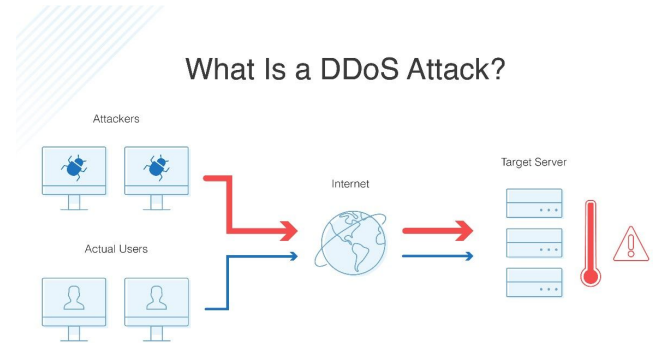 What Is a DDoS Attack?
Attackers
Internet
Target Server
Actual Users